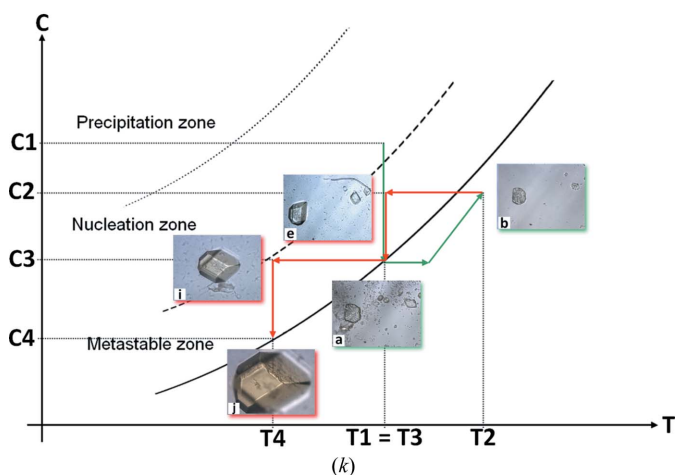 C
Precipitation zone
C1
C2
e
b
Nucleation zone
C3
i
a
C4
Metastable zone
j
T
T4
T1 = T3
T2
(k)